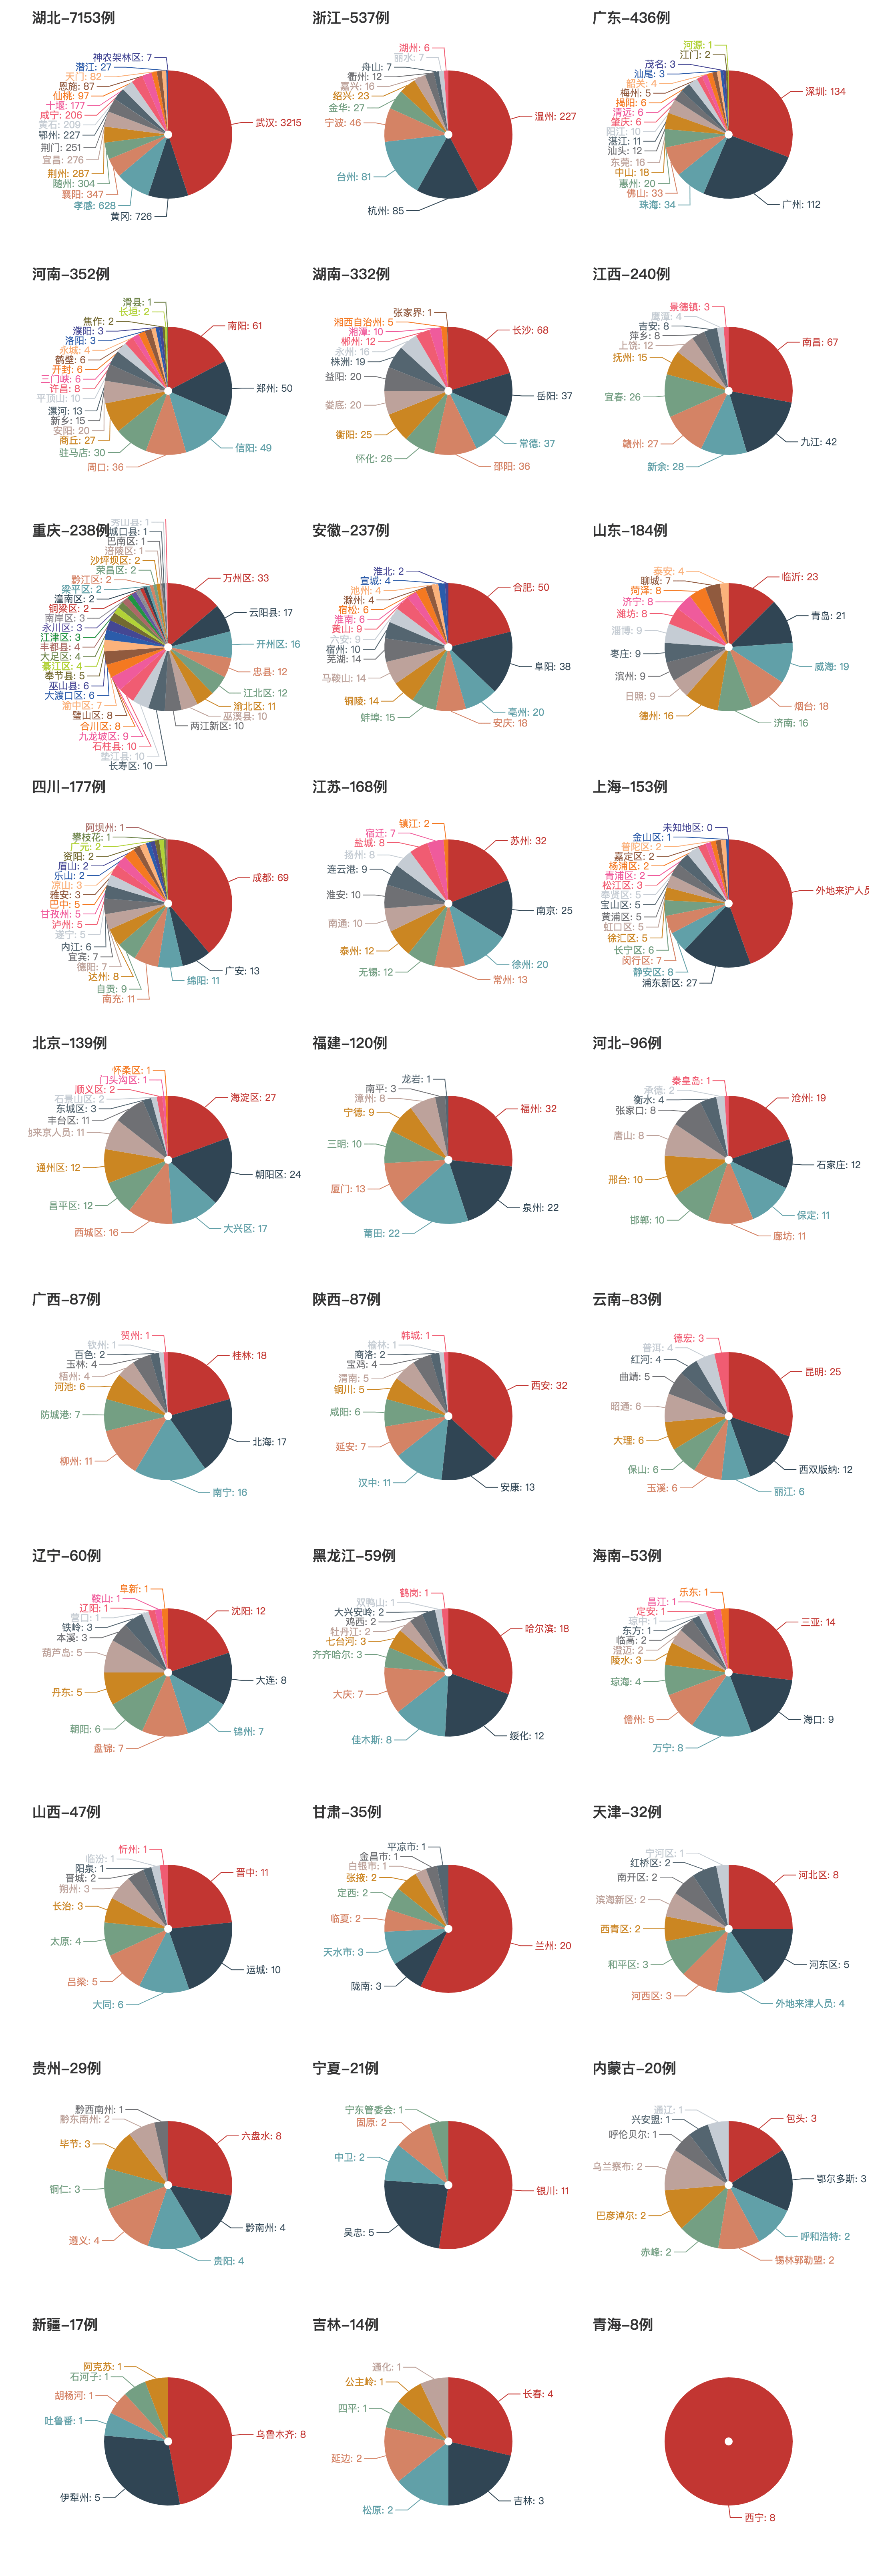 湖北-7153例
神农架林区: 7
潜江: 27
天门: 82
恩施: 87
仙桃: 97
十堰: 177
咸宁: 206
黄石: 209
鄂州: 227
荆门: 251
宜昌: 276
荆州: 287
随州: 304
襄阳: 347
孝感: 628
黄冈: 726
武汉: 3215
浙江-537例
湖州: 6
丽水: 7
舟山: 7
衢州: 12
嘉兴: 16
绍兴: 23
金华: 27
宁波: 46
台州: 81
杭州: 85
温州: 227
广东-436例
河源: 1
江门: 2
茂名: 3
汕尾: 3
韶关: 4
梅州: 5
揭阳: 6
清远: 6
肇庆: 6
阳江: 10
湛江: 11
汕头: 12
东莞: 16
中山: 18
惠州: 20
佛山: 33
珠海: 34
广州: 112
深圳: 134
河南-352例
滑县: 1
长垣: 2
焦作: 2
濮阳: 3
洛阳: 3
永城: 4
鹤壁: 6
开封: 6
三门峡: 6
许昌: 8
平顶山: 10
漯河: 13
新乡: 15
安阳: 20
商丘: 27
驻马店: 30
周口: 36
信阳: 49
郑州: 50
南阳: 61
湖南-332例
张家界: 1
湘西自治州: 5
湘潭: 10
郴州: 12
永州: 16
株洲: 19
益阳: 20
娄底: 20
衡阳: 25
怀化: 26
邵阳: 36
常德: 37
岳阳: 37
长沙: 68
江西-240例
景德镇: 3
鹰潭: 4
吉安: 8
萍乡: 8
上饶: 12
抚州: 15
宜春: 26
赣州: 27
新余: 28
九江: 42
南昌: 67
重庆-238例
秀山县: 1
城口县: 1
巴南区: 1
涪陵区: 1
沙坪坝区: 2
荣昌区: 2
黔江区: 2
梁平区: 2
潼南区: 2
铜梁区: 2
南岸区: 3
永川区: 3
江津区: 3
丰都县: 4
大足区: 4
綦江区: 4
奉节县: 5
巫山县: 6
大渡口区: 6
渝中区: 7
璧山区: 8
合川区: 8
九龙坡区: 9
石柱县: 10
垫江县: 10
长寿区: 10
两江新区: 10
巫溪县: 10
渝北区: 11
江北区: 12
忠县: 12
开州区: 16
云阳县: 17
万州区: 33
安徽-237例
淮北: 2
宣城: 4
池州: 4
滁州: 4
宿松: 6
淮南: 6
黄山: 9
六安: 9
宿州: 10
芜湖: 14
马鞍山: 14
铜陵: 14
蚌埠: 15
安庆: 18
亳州: 20
阜阳: 38
合肥: 50
山东-184例
泰安: 4
聊城: 7
菏泽: 8
济宁: 8
潍坊: 8
淄博: 9
枣庄: 9
滨州: 9
日照: 9
德州: 16
济南: 16
烟台: 18
威海: 19
青岛: 21
临沂: 23
四川-177例
阿坝州: 1
攀枝花: 1
广元: 2
资阳: 2
眉山: 2
乐山: 2
凉山: 3
雅安: 3
巴中: 5
甘孜州: 5
泸州: 5
遂宁: 5
内江: 6
宜宾: 7
德阳: 7
达州: 8
自贡: 9
南充: 11
绵阳: 11
广安: 13
成都: 69
江苏-168例
镇江: 2
宿迁: 7
盐城: 8
扬州: 8
连云港: 9
淮安: 10
南通: 10
泰州: 12
无锡: 12
常州: 13
徐州: 20
南京: 25
苏州: 32
上海-153例
未知地区: 0
金山区: 1
普陀区: 2
嘉定区: 2
杨浦区: 2
青浦区: 2
松江区: 3
奉贤区: 5
宝山区: 5
黄浦区: 5
虹口区: 5
徐汇区: 5
长宁区: 6
闵行区: 7
静安区: 8
浦东新区: 27
外地来沪人员
北京-139例
怀柔区: 1
门头沟区: 1
顺义区: 2
石景山区: 2
东城区: 3
丰台区: 11
地来京人员: 11
通州区: 12
昌平区: 12
西城区: 16
大兴区: 17
朝阳区: 24
海淀区: 27
福建-120例
龙岩: 1
南平: 3
漳州: 8
宁德: 9
三明: 10
厦门: 13
莆田: 22
泉州: 22
福州: 32
河北-96例
秦皇岛: 1
承德: 2
衡水: 4
张家口: 8
唐山: 8
邢台: 10
邯郸: 10
廊坊: 11
保定: 11
石家庄: 12
沧州: 19
广西-87例
贺州: 1
钦州: 1
百色: 2
玉林: 4
梧州: 4
河池: 6
防城港: 7
柳州: 11
南宁: 16
北海: 17
桂林: 18
陕西-87例
韩城: 1
榆林: 1
商洛: 2
宝鸡: 4
渭南: 5
铜川: 5
咸阳: 6
延安: 7
汉中: 11
安康: 13
西安: 32
云南-83例
德宏: 3
普洱: 4
红河: 4
曲靖: 5
昭通: 6
大理: 6
保山: 6
玉溪: 6
丽江: 6
西双版纳: 12
昆明: 25
辽宁-60例
阜新: 1
鞍山: 1
辽阳: 1
营口: 1
铁岭: 3
本溪: 3
葫芦岛: 5
丹东: 5
朝阳: 6
盘锦: 7
锦州: 7
大连: 8
沈阳: 12
黑龙江-59例
鹤岗: 1
双鸭山: 1
大兴安岭: 2
鸡西: 2
牡丹江: 2
七台河: 3
齐齐哈尔: 3
大庆: 7
佳木斯: 8
绥化: 12
哈尔滨: 18
海南-53例
乐东: 1
昌江: 1
定安: 1
琼中: 1
东方: 1
临高: 2
澄迈: 2
陵水: 3
琼海: 4
儋州: 5
万宁: 8
海口: 9
三亚: 14
山西-47例
忻州: 1
临汾: 1
阳泉: 1
晋城: 2
朔州: 3
长治: 3
太原: 4
吕梁: 5
大同: 6
运城: 10
晋中: 11
甘肃-35例
平凉市: 1
金昌市: 1
白银市: 1
张掖: 2
定西: 2
临夏: 2
天水市: 3
陇南: 3
兰州: 20
天津-32例
宁河区: 1
红桥区: 2
南开区: 2
滨海新区: 2
西青区: 2
和平区: 3
河西区: 3
外地来津人员: 4
河东区: 5
河北区: 8
贵州-29例
黔西南州: 1
黔东南州: 2
毕节: 3
铜仁: 3
遵义: 4
贵阳: 4
黔南州: 4
六盘水: 8
宁夏-21例
宁东管委会: 1
固原: 2
中卫: 2
吴忠: 5
银川: 11
内蒙古-20例
通辽: 1
兴安盟: 1
呼伦贝尔: 1
乌兰察布: 2
巴彦淖尔: 2
赤峰: 2
锡林郭勒盟: 2
呼和浩特: 2
鄂尔多斯: 3
包头: 3
新疆-17例
阿克苏: 1
石河子: 1
胡杨河: 1
吐鲁番: 1
伊犁州: 5
乌鲁木齐: 8
吉林-14例
通化: 1
公主岭: 1
四平: 1
延边: 2
松原: 2
吉林: 3
长春: 4
青海-8例
西宁: 8